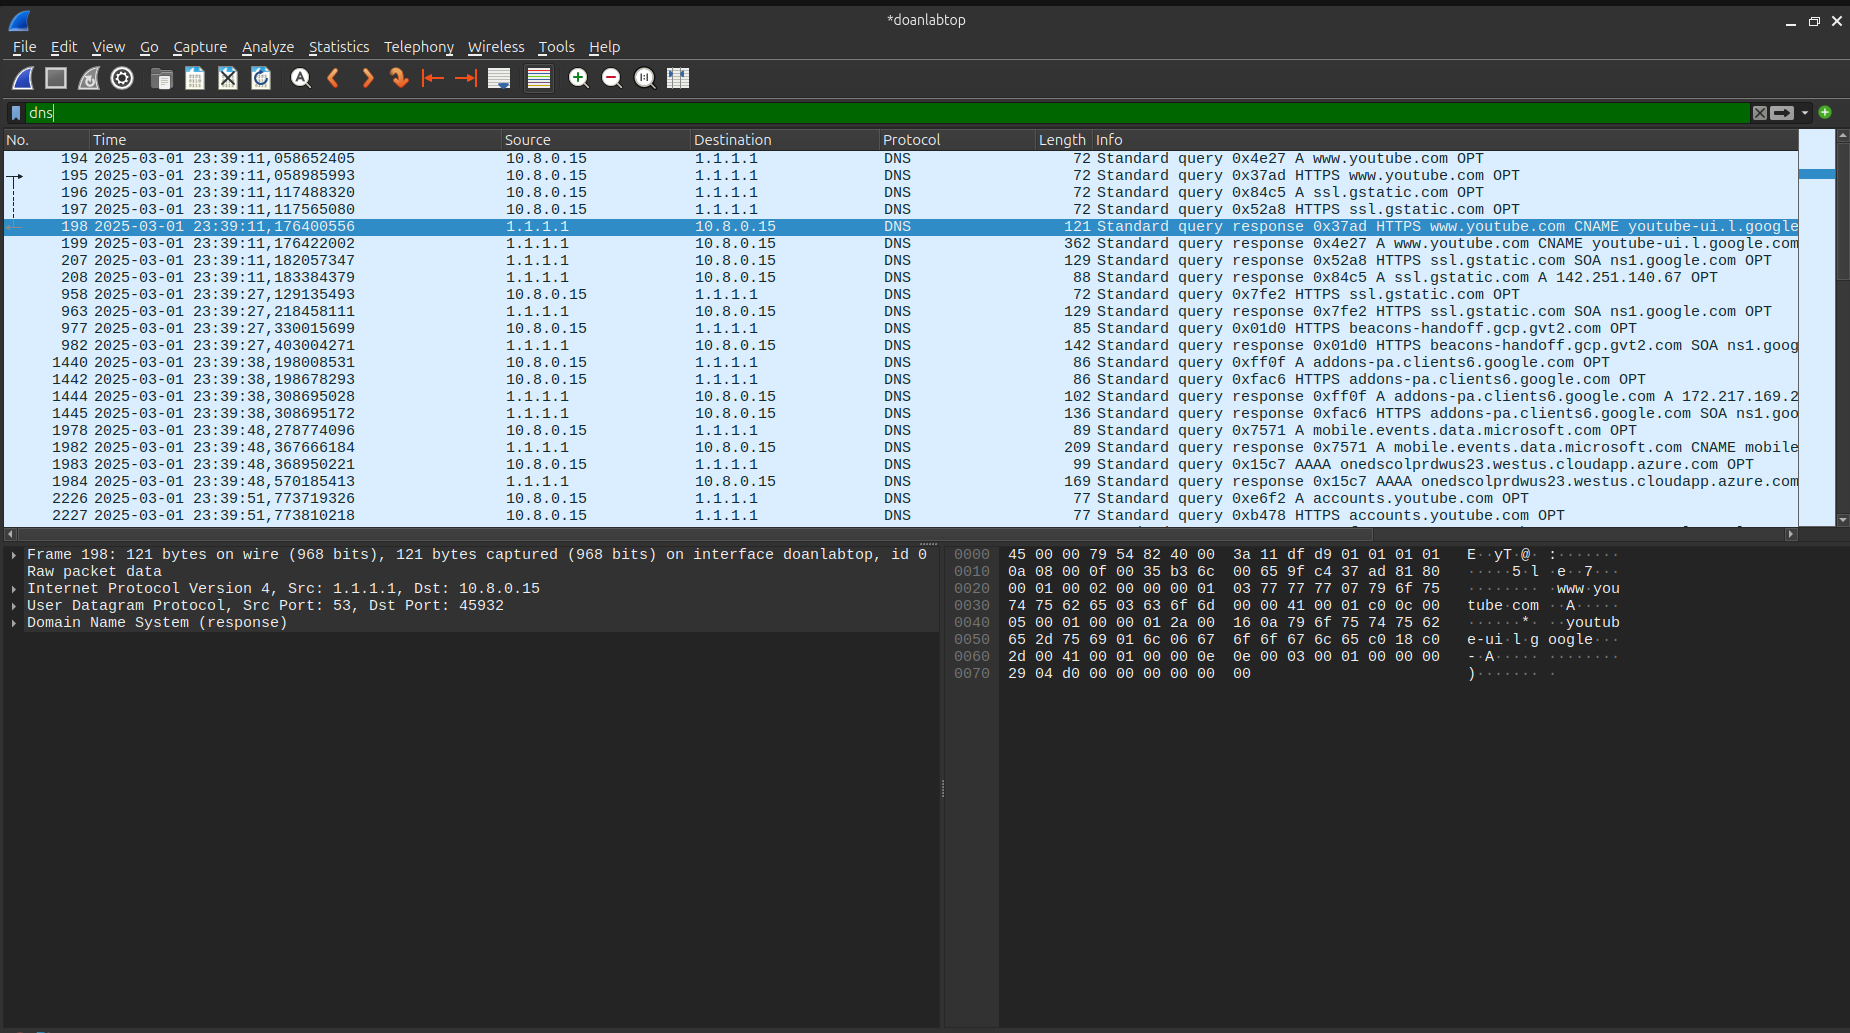 *doanlabtop
File Edit View Go Capture Analyze Statistics Telephony Wireless Tools Help
dns
No. Time Source Destination Protocol Length Info
194 2025-03-01 23:39:11,058652405 10.8.0.15 1.1.1.1 DNS 72 Standard query 0x4e27 A www.youtube.com OPT
195 2025-03-01 23:39:11,058985993 10.8.0.15 1.1.1.1 DNS 72 Standard query 0x37ad HTTPS www.youtube.com OPT
196 2025-03-01 23:39:11,117488320 10.8.0.15 1.1.1.1 DNS 72 Standard query 0x84c5 A ssl.gstatic.com OPT
197 2025-03-01 23:39:11,117565080 10.8.0.15 1.1.1.1 DNS 72 Standard query 0x52a8 HTTPS ssl.gstatic.com OPT
198 2025-03-01 23:39:11,176400556 1.1.1.1 10.8.0.15 DNS 121 Standard query response 0x37ad HTTPS www.youtube.com CNAME youtube-ui.l.google
199 2025-03-01 23:39:11,176422002 1.1.1.1 10.8.0.15 DNS 362 Standard query response 0x4e27 A www.youtube.com CNAME youtube-ui.l.google.com
207 2025-03-01 23:39:11,182057347 1.1.1.1 10.8.0.15 DNS 129 Standard query response 0x52a8 HTTPS ssl.gstatic.com SOA ns1.google.com OPT
208 2025-03-01 23:39:11,183384379 1.1.1.1 10.8.0.15 DNS 88 Standard query response 0x84c5 A ssl.gstatic.com A 142.251.140.67 OPT
958 2025-03-01 23:39:27,129135493 10.8.0.15 1.1.1.1 DNS 72 Standard query 0x7fe2 HTTPS ssl.gstatic.com OPT
963 2025-03-01 23:39:27,218458111 1.1.1.1 10.8.0.15 DNS 129 Standard query response 0x7fe2 HTTPS ssl.gstatic.com SOA ns1.google.com OPT
977 2025-03-01 23:39:27,330015699 10.8.0.15 1.1.1.1 DNS 85 Standard query 0x01d0 HTTPS beacons-handoff.gcp.gvt2.com OPT
982 2025-03-01 23:39:27,403004271 1.1.1.1 10.8.0.15 DNS 142 Standard query response 0x01d0 HTTPS beacons-handoff.gcp.gvt2.com SOA ns1.goog
1440 2025-03-01 23:39:38,198008531 10.8.0.15 1.1.1.1 DNS 86 Standard query 0xff0f A addons-pa.clients6.google.com OPT
1442 2025-03-01 23:39:38,198678293 10.8.0.15 1.1.1.1 DNS 86 Standard query 0xfac6 HTTPS addons-pa.clients6.google.com OPT
1444 2025-03-01 23:39:38,308695028 1.1.1.1 10.8.0.15 DNS 102 Standard query response 0xff0f A addons-pa.clients6.google.com A 172.217.169.2
1445 2025-03-01 23:39:38,308695172 1.1.1.1 10.8.0.15 DNS 136 Standard query response 0xfac6 HTTPS addons-pa.clients6.google.com SOA ns1.goo
1978 2025-03-01 23:39:48,278774096 10.8.0.15 1.1.1.1 DNS 89 Standard query 0x7571 A mobile.events.data.microsoft.com OPT
1982 2025-03-01 23:39:48,367666184 1.1.1.1 10.8.0.15 DNS 209 Standard query response 0x7571 A mobile.events.data.microsoft.com CNAME mobile
1983 2025-03-01 23:39:48,368950221 10.8.0.15 1.1.1.1 DNS 99 Standard query 0x15c7 AAAA onedscolprdwus23.westus.cloudapp.azure.com OPT
1984 2025-03-01 23:39:48,570185413 1.1.1.1 10.8.0.15 DNS 169 Standard query response 0x15c7 AAAA onedscolprdwus23.westus.cloudapp.azure.com
2226 2025-03-01 23:39:51,773719326 10.8.0.15 1.1.1.1 DNS 77 Standard query 0xe6f2 A accounts.youtube.com OPT
2227 2025-03-01 23:39:51,773810218 10.8.0.15 1.1.1.1 DNS 77 Standard query 0xb478 HTTPS accounts.youtube.com OPT
Frame 198: 121 bytes on wire (968 bits), 121 bytes captured (968 bits) on interface doanlabtop, id 0
Raw packet data
Internet Protocol Version 4, Src: 1.1.1.1, Dst: 10.8.0.15
User Datagram Protocol, Src Port: 53, Dst Port: 45932
Domain Name System (response)
0000 45 00 00 79 54 82 40 00 3a 11 df d9 01 01 01 01 E··yT·@· :·······
0010 0a 08 00 0f 00 35 b3 6c 00 65 9f c4 37 ad 81 80 ·····5·l ·e··7···
0020 00 01 00 02 00 00 00 01 03 77 77 77 07 79 6f 75 ········ ·www·you
0030 74 75 62 65 03 63 6f 6d 00 00 41 00 01 c0 0c 00 tube·com ··A·····
0040 05 00 01 00 00 01 2a 00 16 0a 79 6f 75 74 75 62 ······*· ··youtub
0050 65 2d 75 69 01 6c 06 67 6f 6f 67 6c 65 c0 18 c0 e-ui·l·g oogle···
0060 2d 00 41 00 01 00 00 0e 0e 00 03 00 01 00 00 00 -·A····· ········
0070 29 04 d0 00 00 00 00 00 00 )······· ·